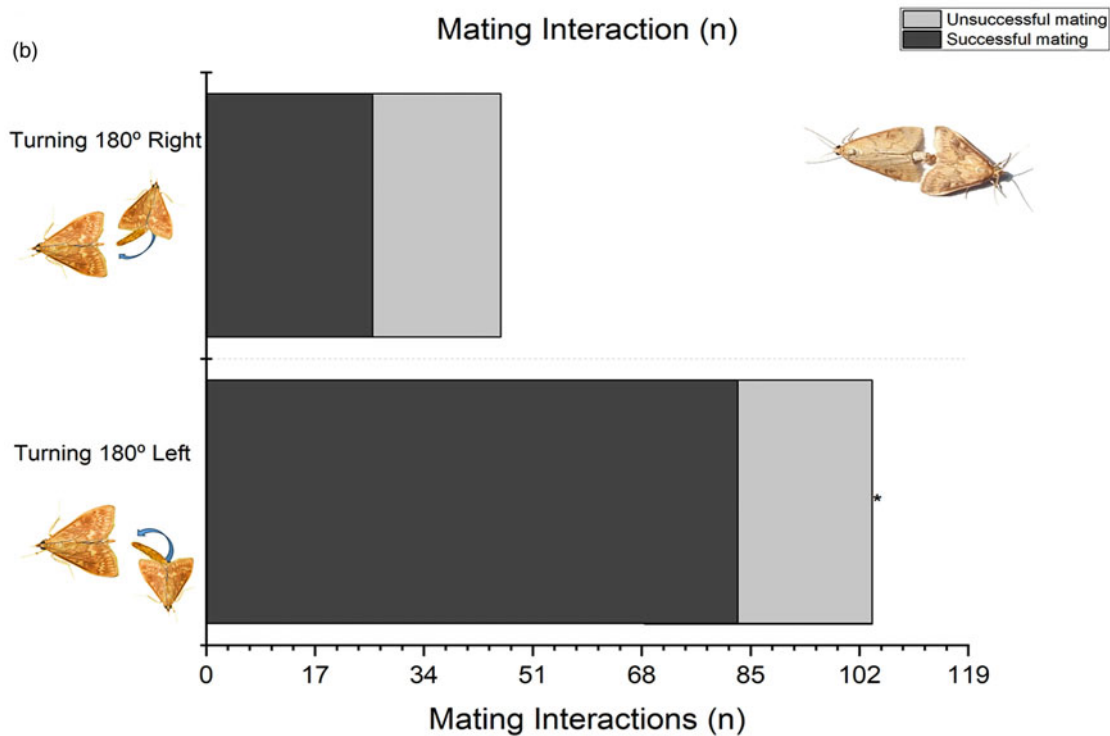 Mating Interaction (n)
Unsuccessful mating
Successful mating
(b)
Turning 180º Right
Turning 180º Left
*
0 17 34 51 68 85 102 119
Mating Interactions (n)